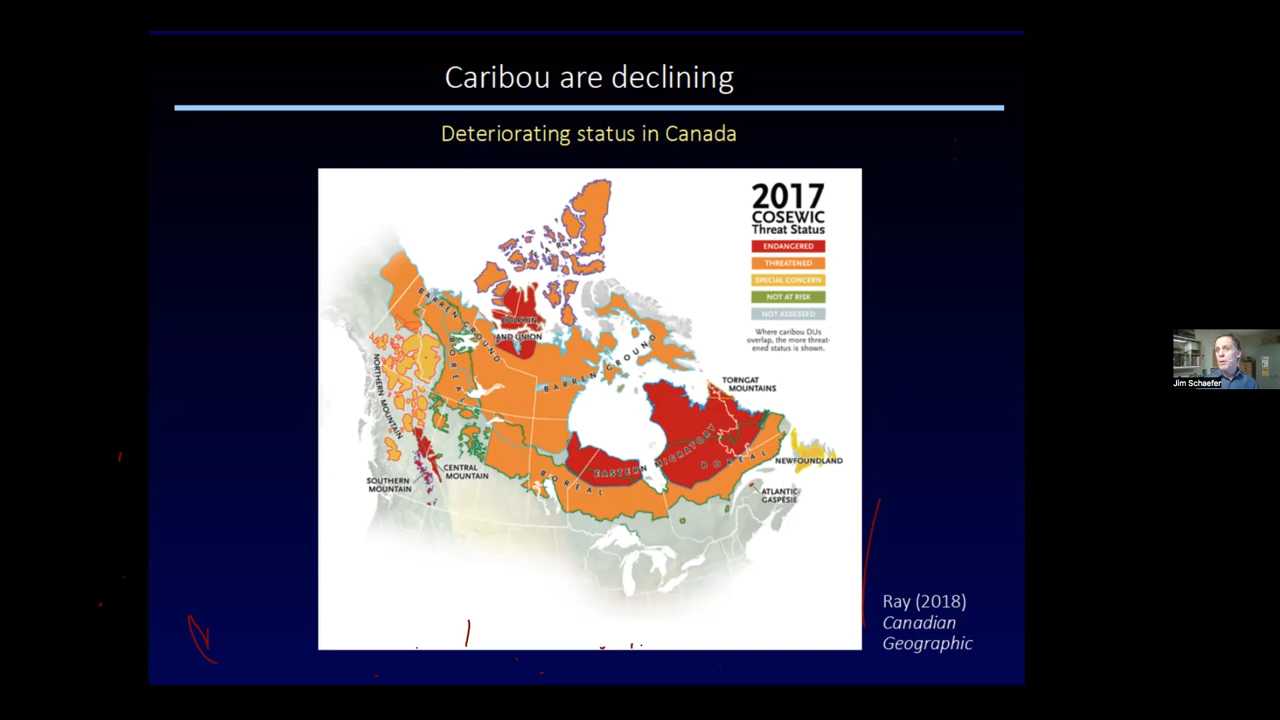 Caribou are declining
Deteriorating status in Canada
2017
COSEWIC
Threat Status
ENDANGERED
THREATENED
SPECIAL CONCERN
NOT AT RISK
NOT ASSESSED
Where caribou DUs
overlap, the more threat-
ened status is shown.
PEARY
BARREN GROUND
DOLPHIN
AND UNION
BOREAL
BARREN GROUND
NORTHERN MOUNTAIN
TORNGAT
MOUNTAINS
EASTERN MIGRATORY
BOREAL
NEWFOUNDLAND
CENTRAL
MOUNTAIN
SOUTHERN
MOUNTAIN
BOREAL
ATLANTIC-
GASPÉSIE
Jim Schaefer
Ray (2018)
Canadian
Geographic